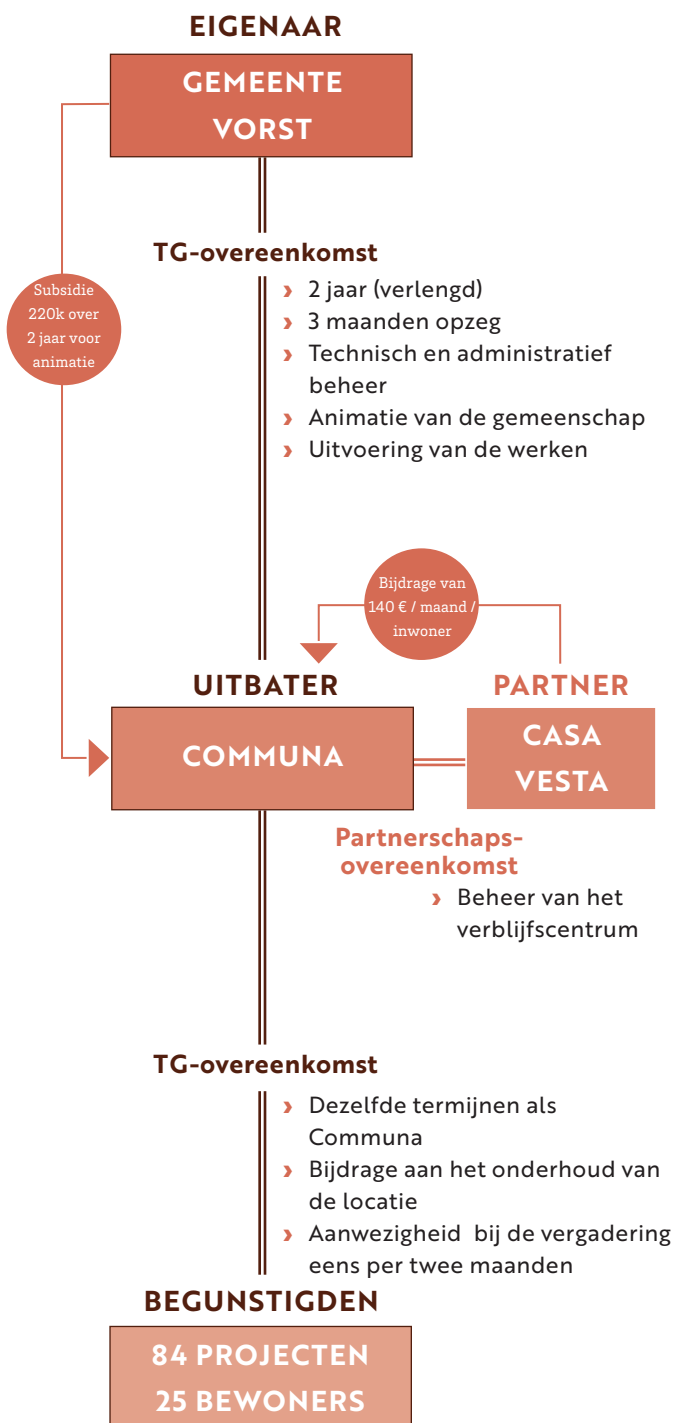 EIGENAAR
GEMEENTE
VORST
TG-overeenkomst
› 2 jaar (verlengd)
› 3 maanden opzeg
› Technisch en administratief
beheer
› Animatie van de gemeenschap
› Uitvoering van de werken
Subsidie
220k over
2 jaar voor
animatie
Bijdrage van
140 € / maand /
inwoner
UITBATER
COMMUNA
PARTNER
CASA
VESTA
Partnerschaps-
overeenkomst
› Beheer van het
verblijfscentrum
TG-overeenkomst
› Dezelfde termijnen als
Communa
› Bijdrage aan het onderhoud van
de locatie
› Aanwezigheid bij de vergadering
eens per twee maanden
BEGUNSTIGDEN
84 PROJECTEN
25 BEWONERS